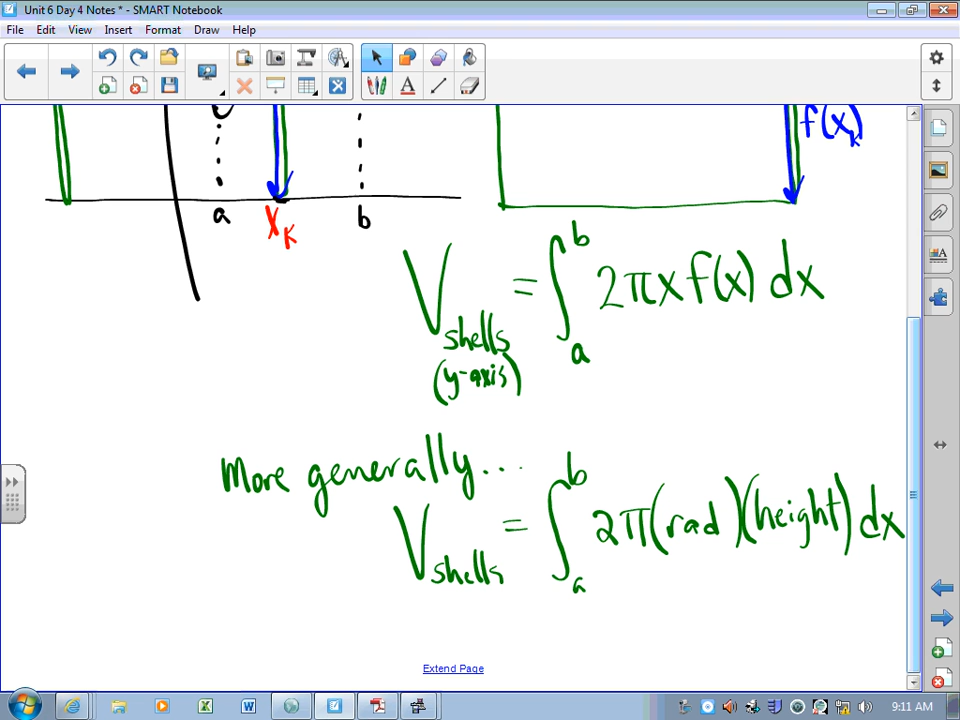 Unit 6 Day 4 Notes * - SMART Notebook
File Edit View Insert Format Draw Help
f(x_k)
a
x_k
b
V_shells (y-axis) = ∫_a^b 2πx f(x) dx
More generally...
V_shells = ∫_a^b 2π(rad)(height) dx
Extend Page
9:11 AM